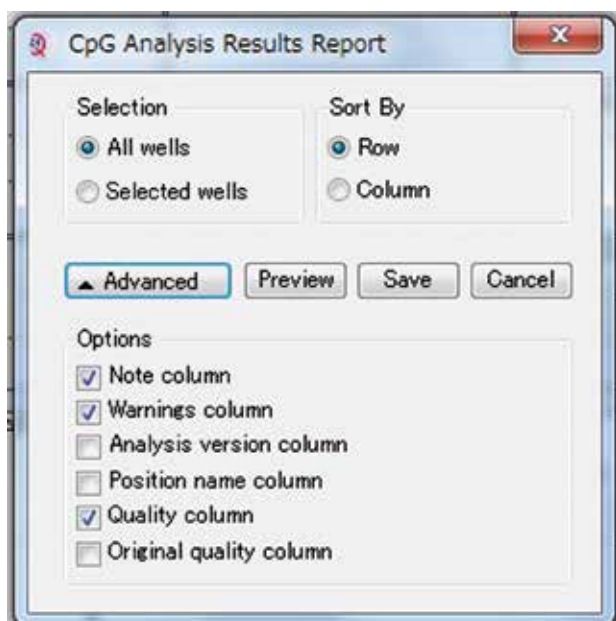 CpG Analysis Results Report
Selection
All wells
Selected wells
Sort By
Row
Column
Advanced
Preview
Save
Cancel
Options
Note column
Warnings column
Analysis version column
Position name column
Quality column
Original quality column